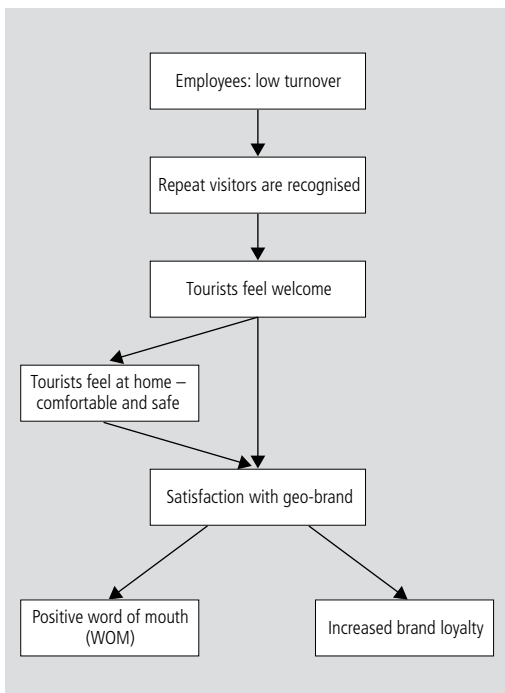 Employees: low turnover
Repeat visitors are recognised
Tourists feel welcome
Tourists feel at home –
comfortable and safe
Satisfaction with geo-brand
Positive word of mouth
(WOM)
Increased brand loyalty